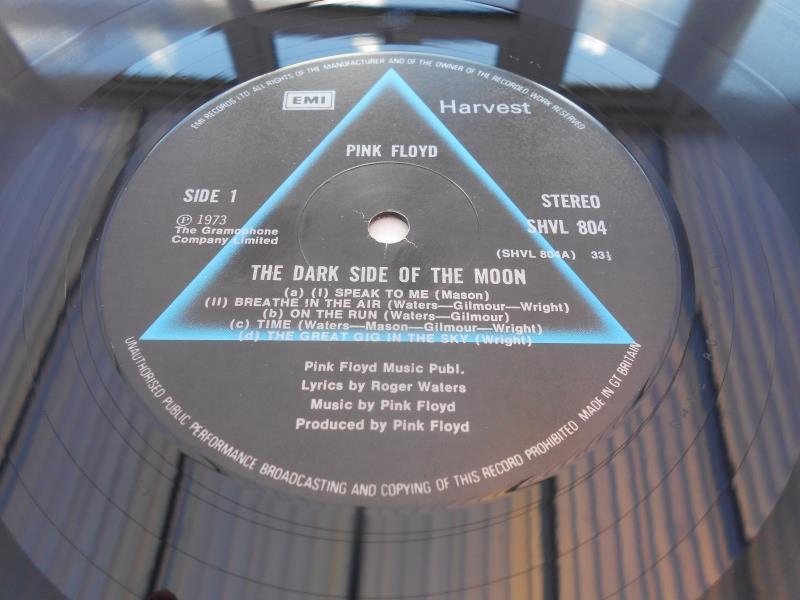 EMI RECORDS LTD. ALL RIGHTS OF THE MANUFACTURER AND OF THE OWNER OF THE RECORDED WORK RESERVED
EMI
Harvest
PINK FLOYD
SIDE 1
STEREO
℗ 1973
SHVL 804
The Gramophone
Company Limited
(SHVL 804A) 33⅓
THE DARK SIDE OF THE MOON
(a) (I) SPEAK TO ME (Mason)
(II) BREATHE IN THE AIR (Waters—Gilmour—Wright)
(b) ON THE RUN (Waters—Gilmour)
(c) TIME (Waters—Mason—Gilmour—Wright)
(d) THE GREAT GIG IN THE SKY (Wright)
Pink Floyd Music Publ.
Lyrics by Roger Waters
Music by Pink Floyd
Produced by Pink Floyd
UNAUTHORISED PUBLIC PERFORMANCE BROADCASTING AND COPYING OF THIS RECORD PROHIBITED MADE IN GT BRITAIN